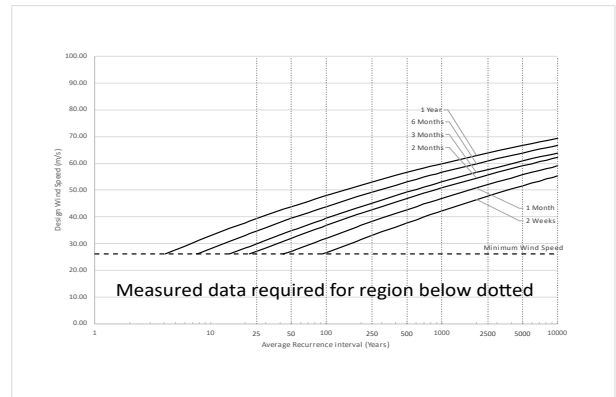 100.00
90.00
80.00
70.00
60.00
50.00
40.00
30.00
20.00
10.00
0.00
Design Wind Speed (m/s)
1 Year
6 Months
3 Months
2 Months
1 Month
2 Weeks
Minimum Wind Speed
Measured data required for region below dotted
1 10 25 50 100 250 500 1000 2500 5000 10000
Average Recurrence interval (Years)